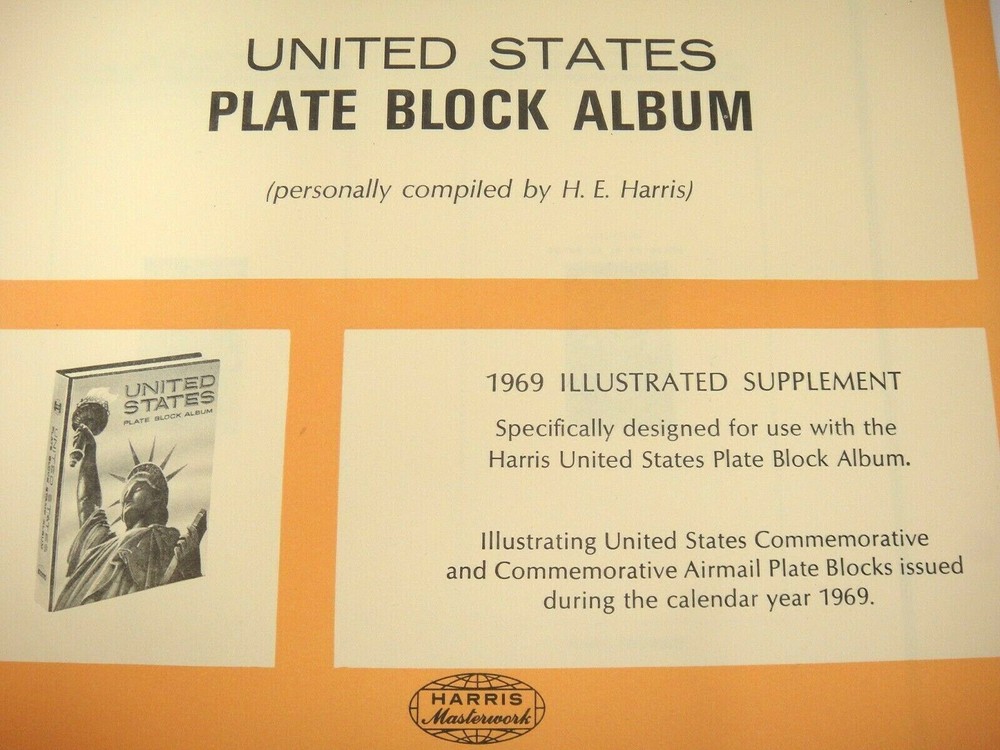 UNITED STATES
PLATE BLOCK ALBUM
(personally compiled by H. E. Harris)
UNITED
STATES
PLATE BLOCK ALBUM
UNITED STATES
1969 ILLUSTRATED SUPPLEMENT
Specifically designed for use with the
Harris United States Plate Block Album.
Illustrating United States Commemorative
and Commemorative Airmail Plate Blocks issued
during the calendar year 1969.
HARRIS
Masterwork